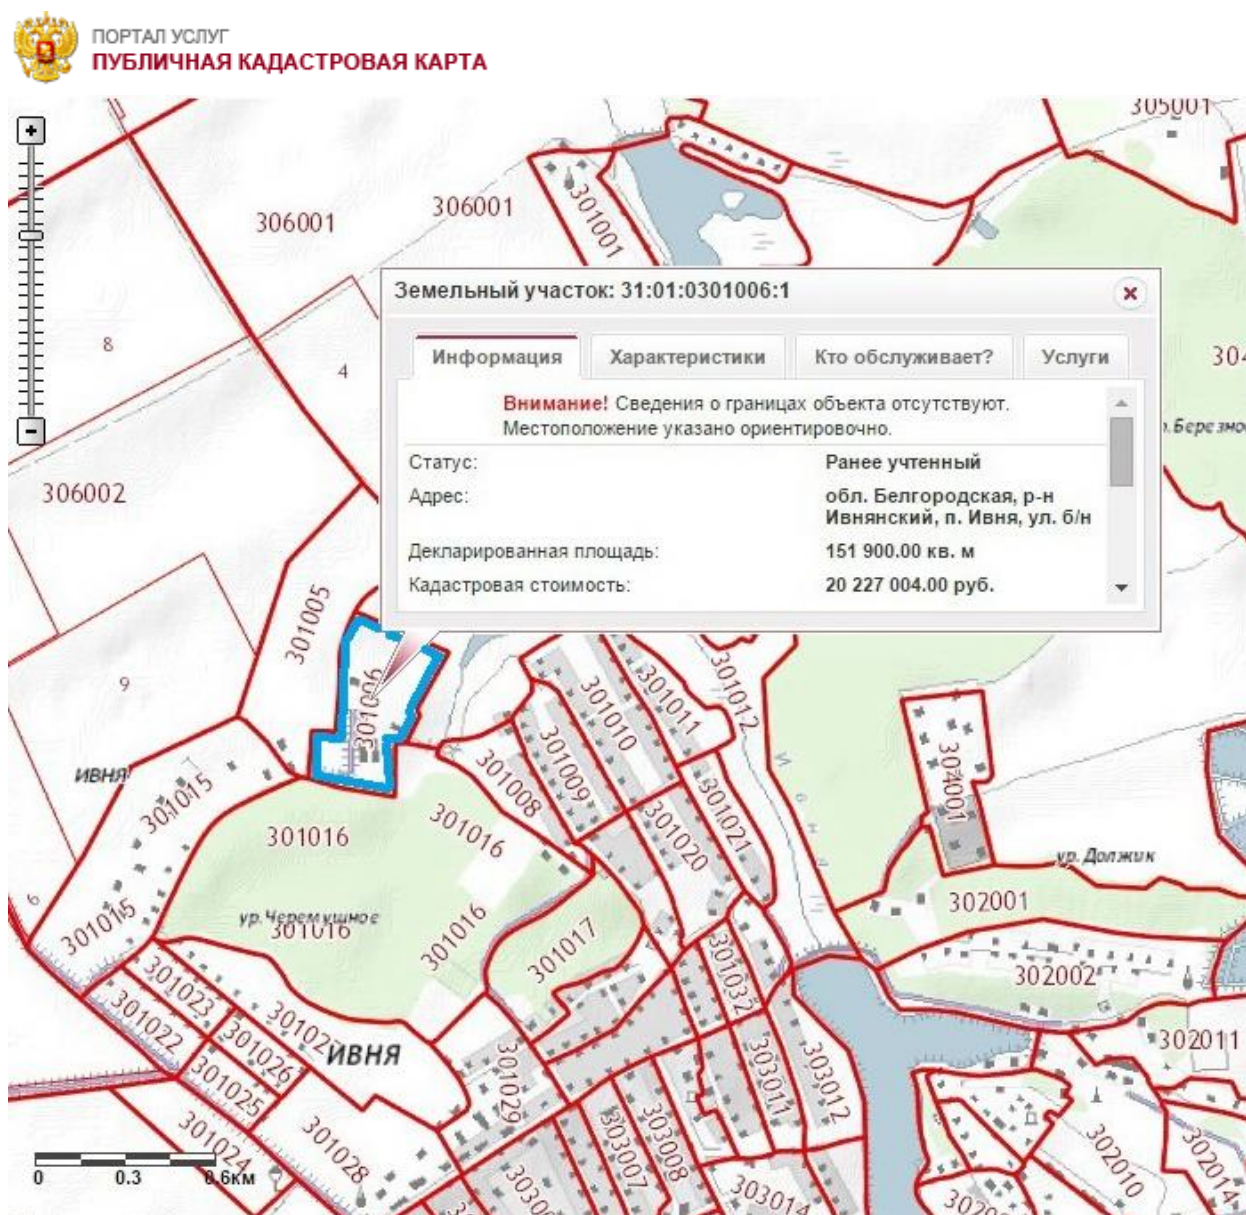 ПОРТАЛ УСЛУГ
ПУБЛИЧНАЯ КАДАСТРОВАЯ КАРТА
305001
306001
306001
301001
Земельный участок: 31:01:0301006:1
8
Информация
Характеристики
Кто обслуживает?
Услуги
304
4
Внимание! Сведения о границах объекта отсутствуют.
Местоположение указано ориентировочно.
Статус:
Ранее учтенный
306002
Адрес:
обл. Белгородская, р-н
Ивнянский, п. Ивня, ул. б/н
Декларированная площадь:
151 900.00 кв. м
Кадастровая стоимость:
20 227 004.00 руб.
301005
9
301006
301010
301011
301012
ИВНЯ
301015
301008
301009
301020
301021
304001
301016
301016
ур. Должик
6
301015
ур. Черемушное
301016
301016
301017
302001
301023
301032
302002
301022
301026
ИВНЯ
301025
301029
303011
303012
302011
301024
301028
303007
303008
302010
302014
303014
0
0.3
0.6км